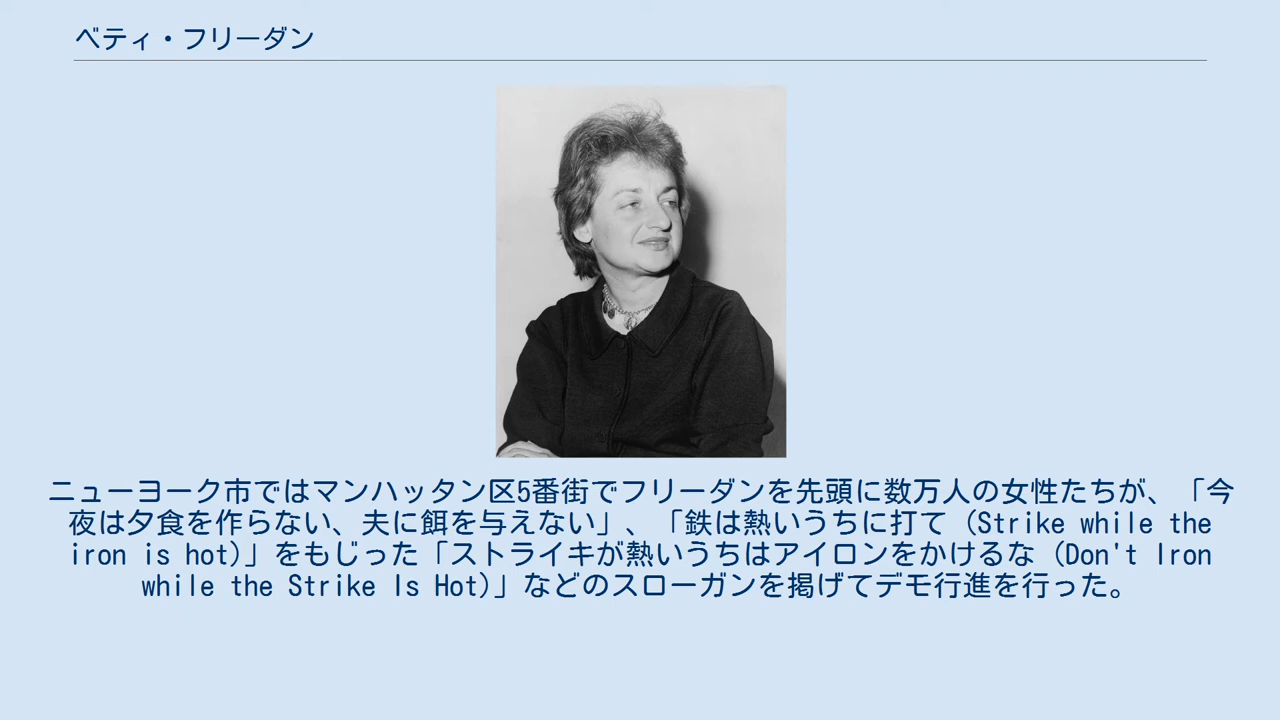 ベティ・フリーダン
ニューヨーク市ではマンハッタン区5番街でフリーダンを先頭に数万人の女性たちが、「今
夜は夕食を作らない、夫に餌を与えない」、「鉄は熱いうちに打て（Strike while the
iron is hot)」をもじった「ストライキが熱いうちはアイロンをかけるな（Don't Iron
while the Strike Is Hot)」などのスローガンを掲げてデモ行進を行った。